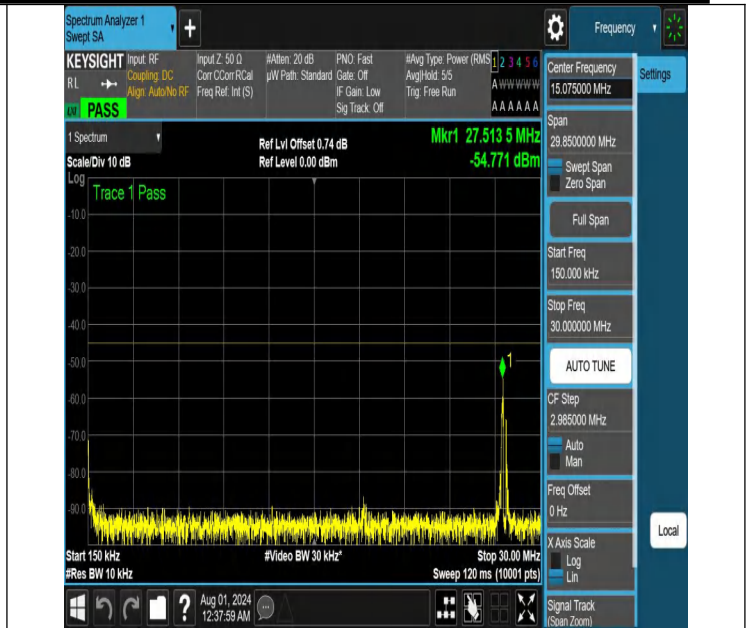 Spectrum Analyzer 1
Swept SA
+
Frequency
KEYSIGHT
RL
PASS
Input: RF
Coupling: DC
Align: Auto/No RF
Input Z: 50 Ω
Corr CCorr RCal
Freq Ref: Int (S)
#Atten: 20 dB
µW Path: Standard
PNO: Fast
Gate: Off
IF Gain: Low
Sig Track: Off
#Avg Type: Power (RMS
Avg|Hold: 5/5
Trig: Free Run
1 2 3 4 5 6
A W W W W W
A A A A A A
1 Spectrum
Scale/Div 10 dB
Ref Lvl Offset 0.74 dB
Ref Level 0.00 dBm
Mkr1 27.513 5 MHz
-54.771 dBm
Log
Trace 1 Pass
-10.0
-20.0
-30.0
-40.0
-50.0
-60.0
-70.0
-80.0
-90.0
1
Start 150 kHz
#Res BW 10 kHz
#Video BW 30 kHz*
Stop 30.00 MHz
Sweep 120 ms (10001 pts)
Center Frequency
15.075000 MHz
Settings
Span
29.8500000 MHz
Swept Span
Zero Span
Full Span
Start Freq
150.000 kHz
Stop Freq
30.000000 MHz
AUTO TUNE
CF Step
2.985000 MHz
Auto
Man
Freq Offset
0 Hz
X Axis Scale
Log
Lin
Signal Track
(Span Zoom)
Local
?
Aug 01, 2024
12:37:59 AM